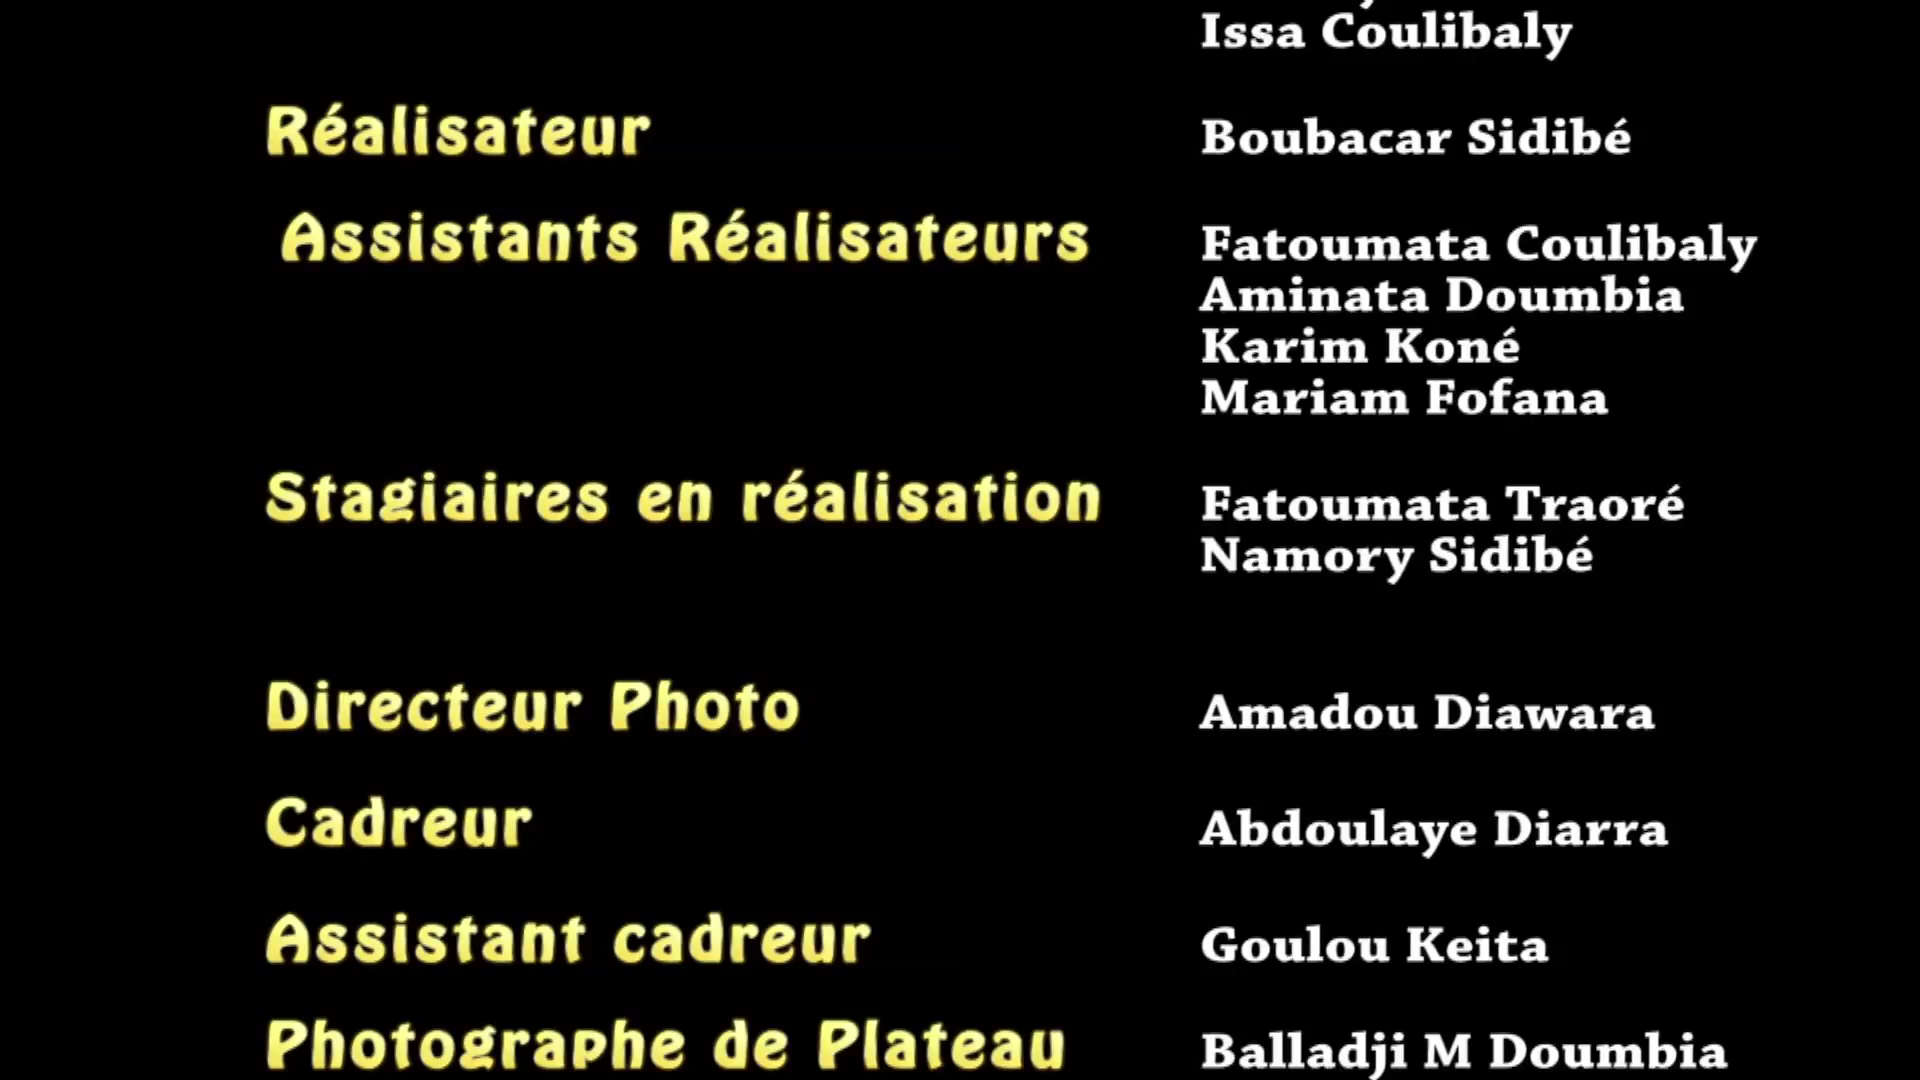 Issa Coulibaly
Réalisateur Boubacar Sidibé
Assistants Réalisateurs Fatoumata Coulibaly
Aminata Doumbia
Karim Koné
Mariam Fofana
Stagiaires en réalisation Fatoumata Traoré
Namory Sidibé
Directeur Photo Amadou Diawara
Cadreur Abdoulaye Diarra
Assistant cadreur Goulou Keita
Photographe de Plateau Balladji M Doumbia